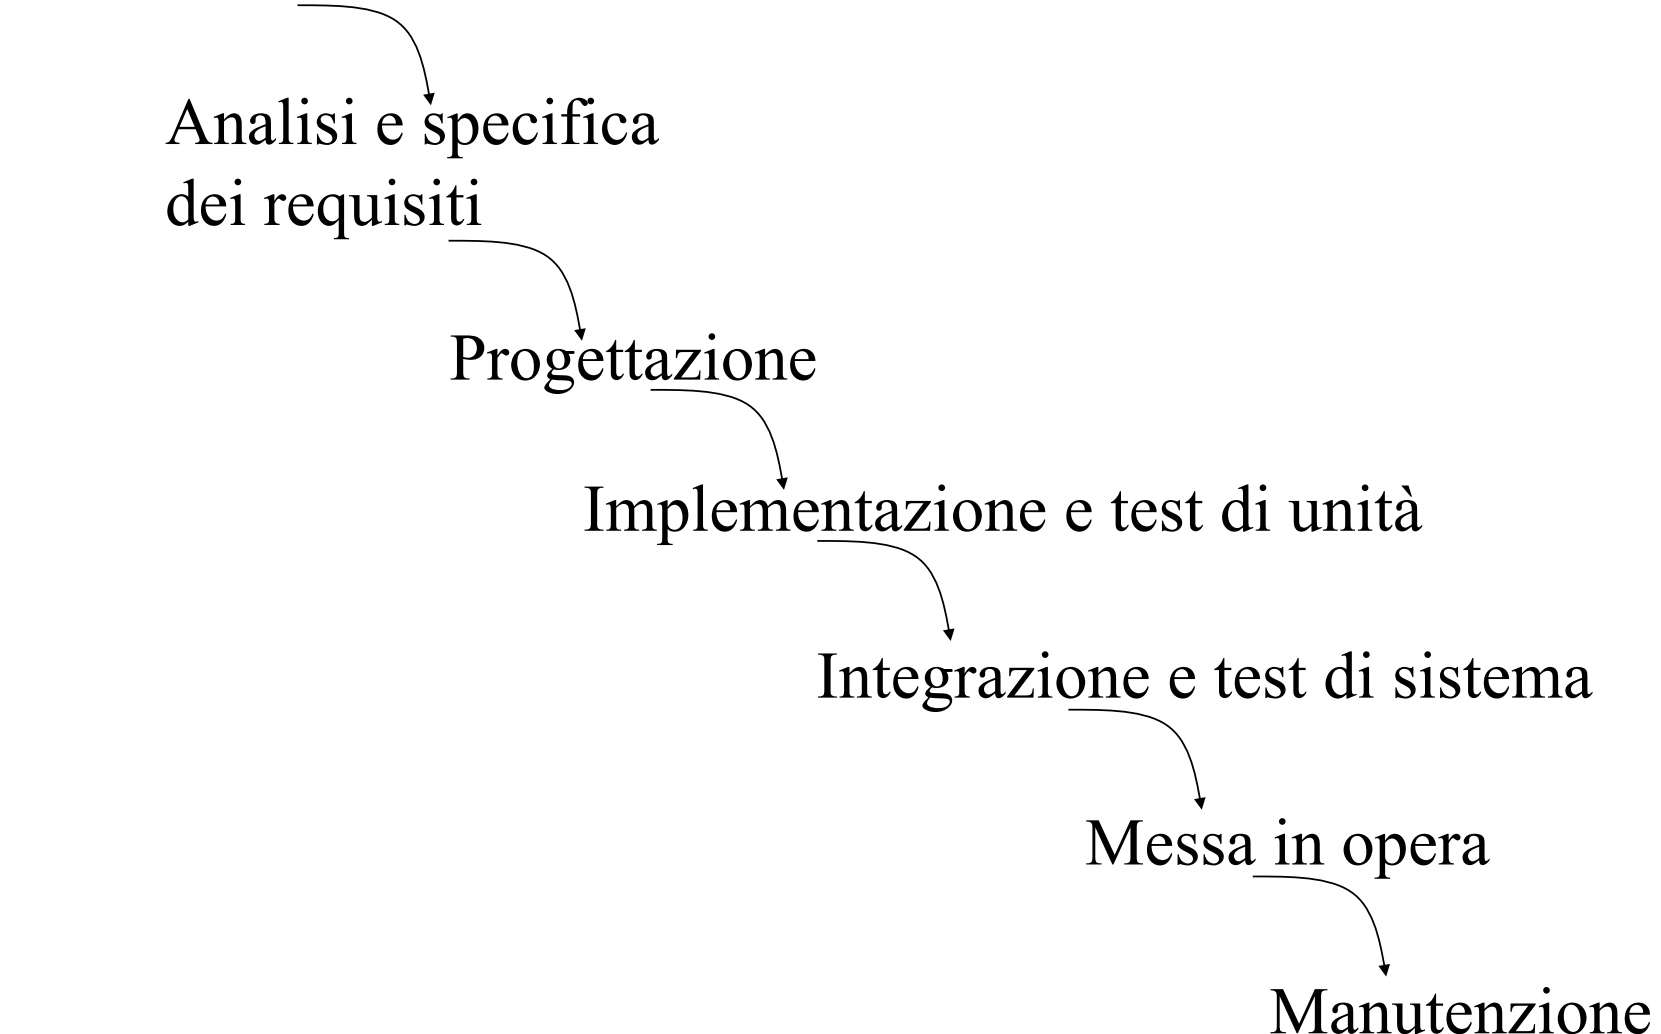 Analisi e specifica
dei requisiti
Progettazione
Implementazione e test di unità
Integrazione e test di sistema
Messa in opera
Manutenzione